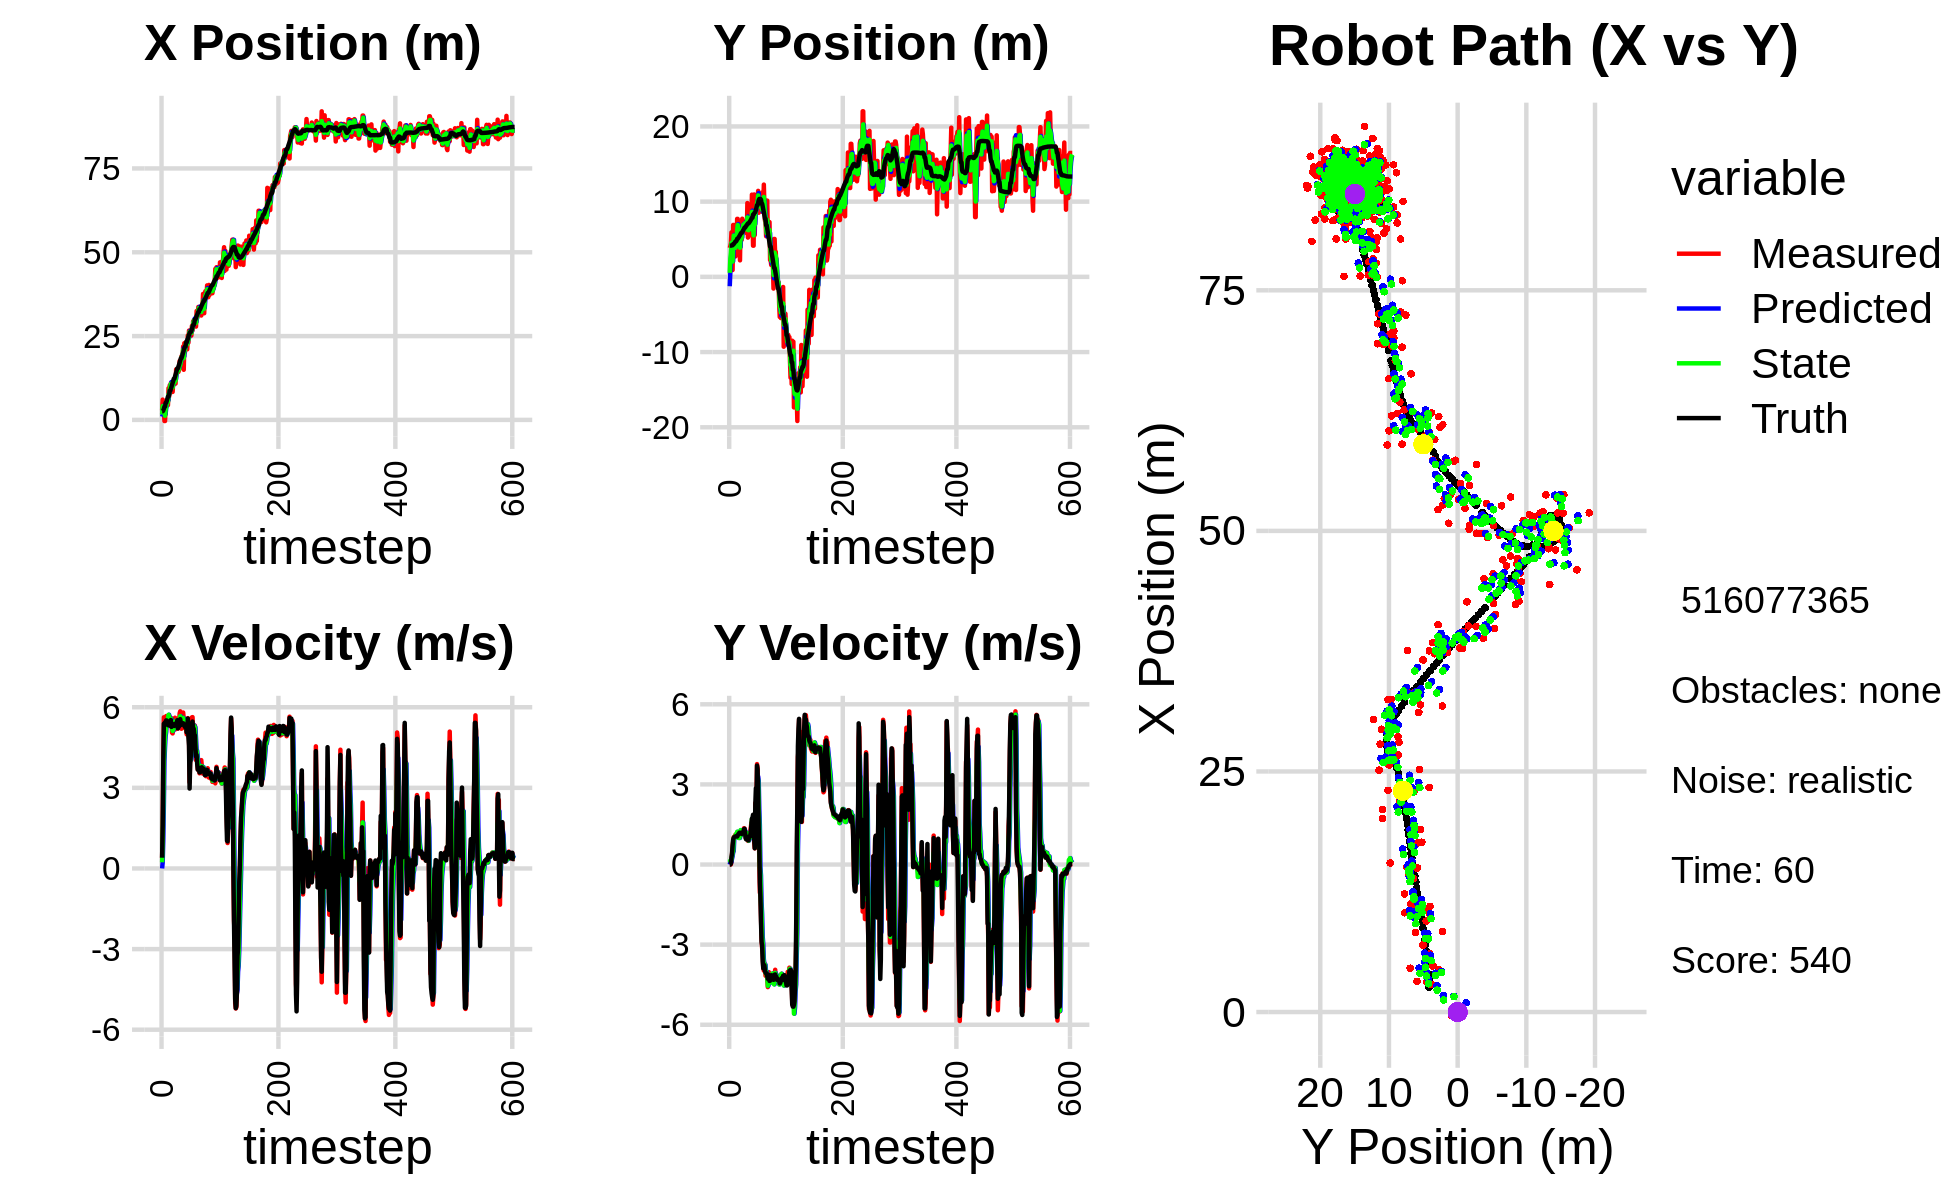 X Position (m)
75
50
25
0
0
200
400
600
timestep
Y Position (m)
20
10
0
-10
-20
0
200
400
600
timestep
X Velocity (m/s)
6
3
0
-3
-6
0
200
400
600
timestep
Y Velocity (m/s)
6
3
0
-3
-6
0
200
400
600
timestep
Robot Path (X vs Y)
X Position (m)
75
50
25
0
20 10 0 -10 -20
Y Position (m)
variable
Measured
Predicted
State
Truth
516077365
Obstacles: none
Noise: realistic
Time: 60
Score: 540